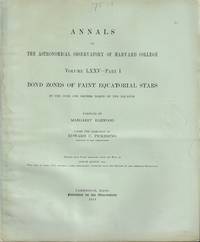 ANNALS
OF
THE ASTRONOMICAL OBSERVATORY OF HARVARD COLLEGE
VOLUME LXXV—PART I
BOND ZONES OF FAINT EQUATORIAL STARS
COMPILED BY
MARGARET HARWOOD
UNDER THE DIRECTION OF
EDWARD C. PICKERING
CAMBRIDGE, MASS.
PUBLISHED BY THE OBSERVATORY